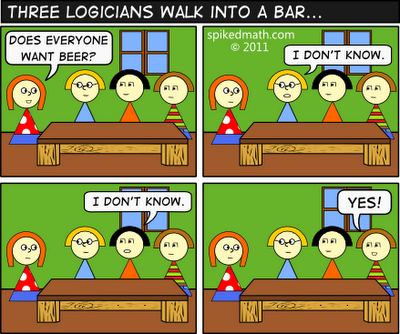 THREE LOGICIANS WALK INTO A BAR...
DOES EVERYONE
WANT BEER?
spikedmath.com
© 2011
I DON'T KNOW.
I DON'T KNOW.
YES!